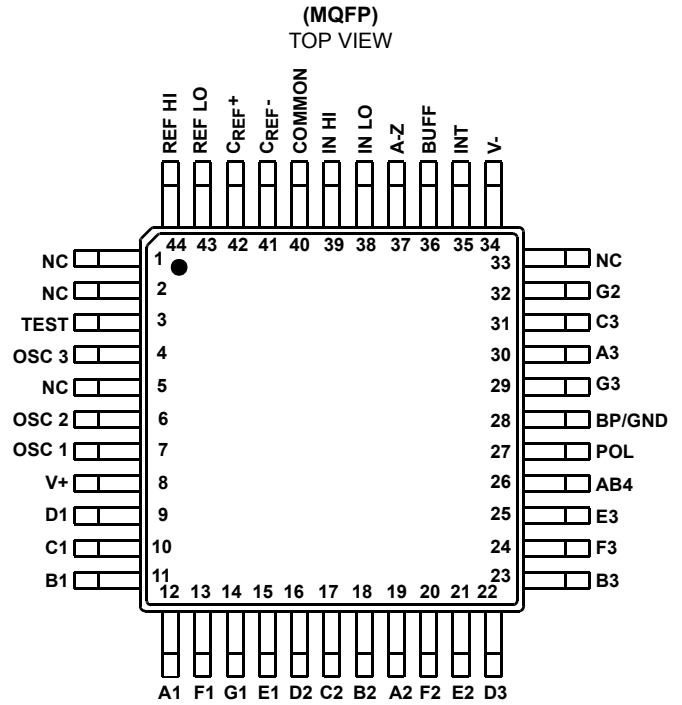 (MQFP)
TOP VIEW
REF HI
REF LO
CREF+
CREF-
COMMON
IN HI
IN LO
A-Z
BUFF
INT
V-
44 43 42 41 40 39 38 37 36 35 34
NC 1 33 NC
NC 2 32 G2
TEST 3 31 C3
OSC 3 4 30 A3
NC 5 29 G3
OSC 2 6 28 BP/GND
OSC 1 7 27 POL
V+ 8 26 AB4
D1 9 25 E3
C1 10 24 F3
B1 11 23 B3
12 13 14 15 16 17 18 19 20 21 22
A1 F1 G1 E1 D2 C2 B2 A2 F2 E2 D3